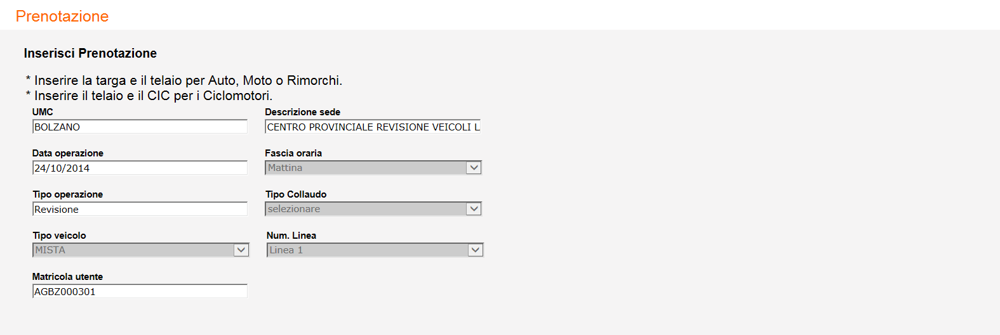 Prenotazione
Inserisci Prenotazione
* Inserire la targa e il telaio per Auto, Moto o Rimorchi.
* Inserire il telaio e il CIC per i Ciclomotori.
UMC Descrizione sede
BOLZANO CENTRO PROVINCIALE REVISIONE VEICOLI L
Data operazione Fascia oraria
24/10/2014 Mattina
Tipo operazione Tipo Collaudo
Revisione selezionare
Tipo veicolo Num. Linea
MISTA Linea 1
Matricola utente
AGBZ000301